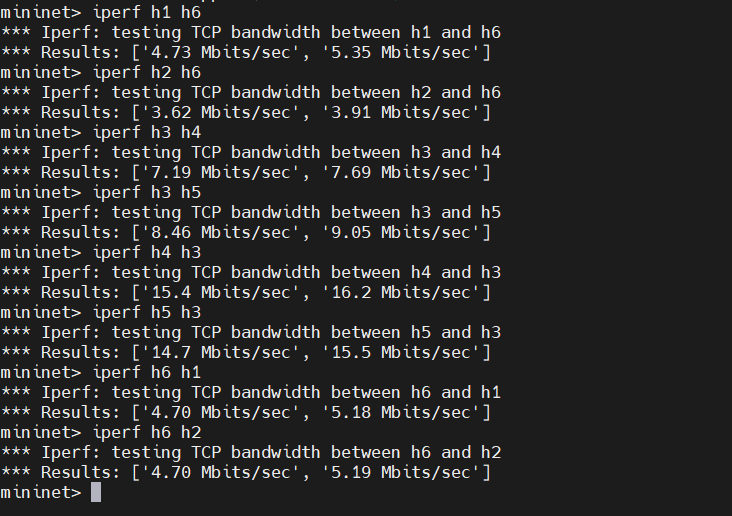 mininet> iperf h1 h6
*** Iperf: testing TCP bandwidth between h1 and h6
*** Results: ['4.73 Mbits/sec', '5.35 Mbits/sec']
mininet> iperf h2 h6
*** Iperf: testing TCP bandwidth between h2 and h6
*** Results: ['3.62 Mbits/sec', '3.91 Mbits/sec']
mininet> iperf h3 h4
*** Iperf: testing TCP bandwidth between h3 and h4
*** Results: ['7.19 Mbits/sec', '7.69 Mbits/sec']
mininet> iperf h3 h5
*** Iperf: testing TCP bandwidth between h3 and h5
*** Results: ['8.46 Mbits/sec', '9.05 Mbits/sec']
mininet> iperf h4 h3
*** Iperf: testing TCP bandwidth between h4 and h3
*** Results: ['15.4 Mbits/sec', '16.2 Mbits/sec']
mininet> iperf h5 h3
*** Iperf: testing TCP bandwidth between h5 and h3
*** Results: ['14.7 Mbits/sec', '15.5 Mbits/sec']
mininet> iperf h6 h1
*** Iperf: testing TCP bandwidth between h6 and h1
*** Results: ['4.70 Mbits/sec', '5.18 Mbits/sec']
mininet> iperf h6 h2
*** Iperf: testing TCP bandwidth between h6 and h2
*** Results: ['4.70 Mbits/sec', '5.19 Mbits/sec']
mininet>